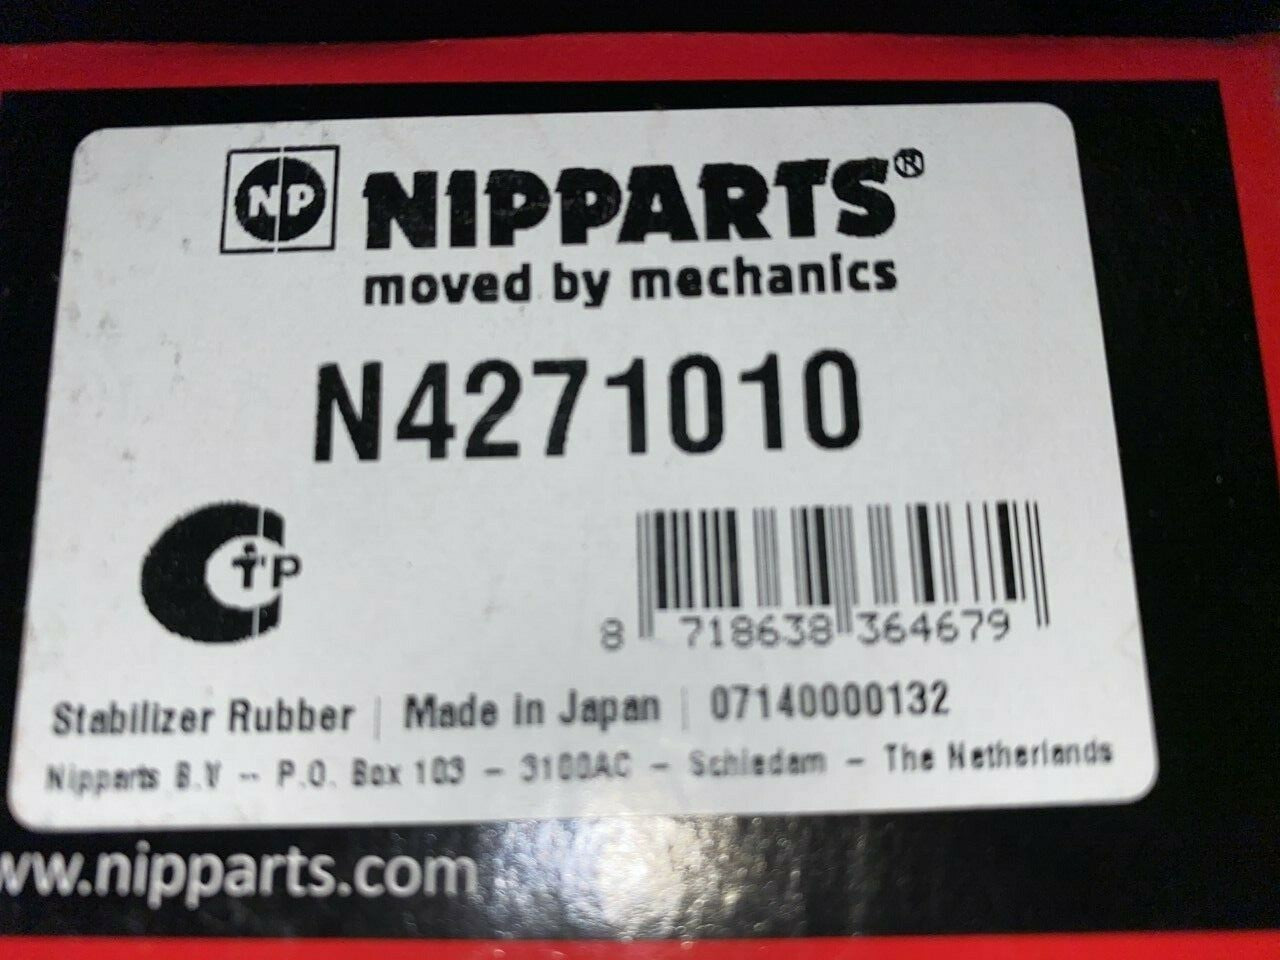 NP NIPPARTS®
moved by mechanics
N4271010
8 718638 364679
Stabilizer Rubber | Made in Japan | 07140000132
Nipparts B.V - P.O. Box 103 - 3100AC - Schiedam - The Netherlands
ww.nipparts.com